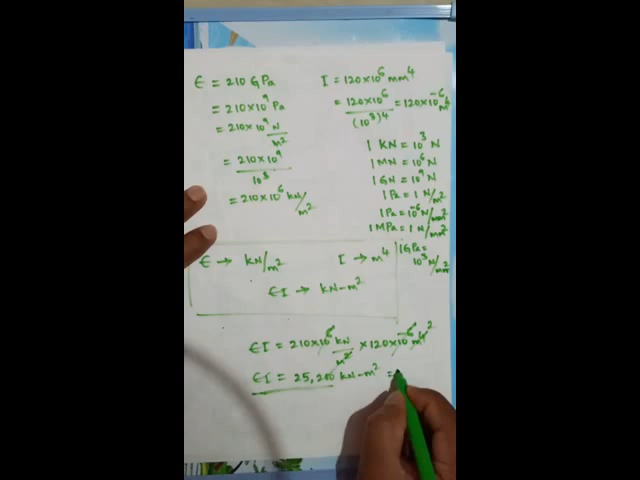 E = 210 GPa
= 210×10⁹ Pa
= 210×10⁹ N/m²
= 210×10⁹/10³
= 210×10⁶ kN/m²
I = 120×10⁶ mm⁴
= 120×10⁶/(10³)4 = 120×10⁻⁶ m⁴
1 KN = 10³ N
1 MN = 10⁶ N
1 GN = 10⁹ N
1 Pa = 1 N/m²
1 Pa = 10⁻⁶ N/mm²
1 MPa = 1 N/mm²
1 GPa =
10³ N/mm²
E → kN/m² I → m⁴
EI → kN-m²
EI = 210×10⁶ kN/m² × 120×10⁻⁶ m⁴ ²
EI = 25,200 kN-m² =